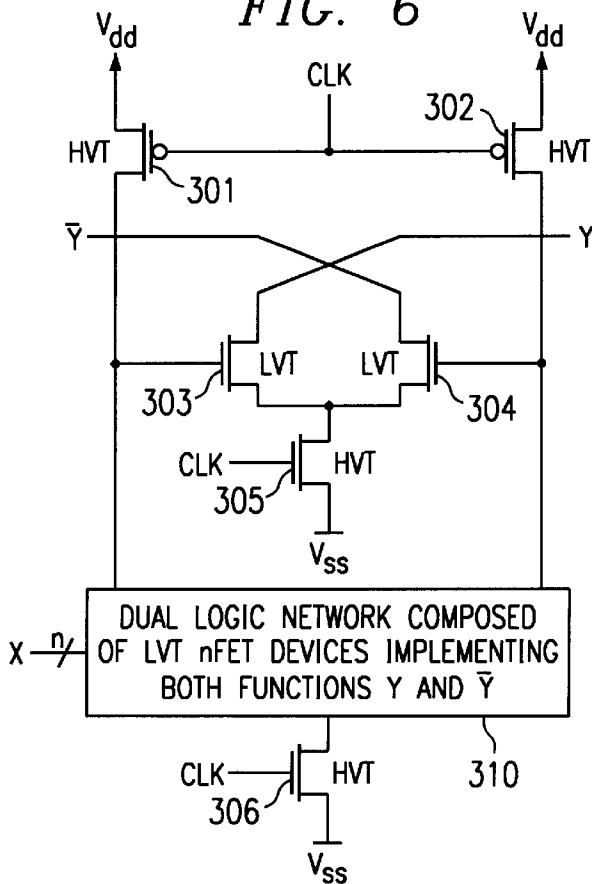 FIG. 6
Vdd
Vdd
CLK
302
HVT
HVT
301
Ȳ
Y
LVT
LVT
303
304
CLK
HVT
305
Vss
DUAL LOGIC NETWORK COMPOSED
X n OF LVT nFET DEVICES IMPLEMENTING
BOTH FUNCTIONS Y AND Ȳ
CLK
HVT
310
306
Vss